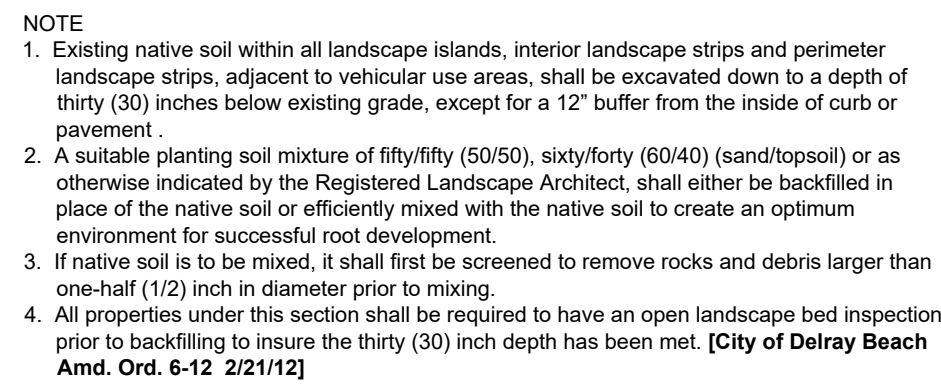 NOTE
1. Existing native soil within all landscape islands, interior landscape strips and perimeter
landscape strips, adjacent to vehicular use areas, shall be excavated down to a depth of
thirty (30) inches below existing grade, except for a 12” buffer from the inside of curb or
pavement .
2. A suitable planting soil mixture of fifty/fifty (50/50), sixty/forty (60/40) (sand/topsoil) or as
otherwise indicated by the Registered Landscape Architect, shall either be backfilled in
place of the native soil or efficiently mixed with the native soil to create an optimum
environment for successful root development.
3. If native soil is to be mixed, it shall first be screened to remove rocks and debris larger than
one-half (1/2) inch in diameter prior to mixing.
4. All properties under this section shall be required to have an open landscape bed inspection
prior to backfilling to insure the thirty (30) inch depth has been met. [City of Delray Beach
Amd. Ord. 6-12 2/21/12]